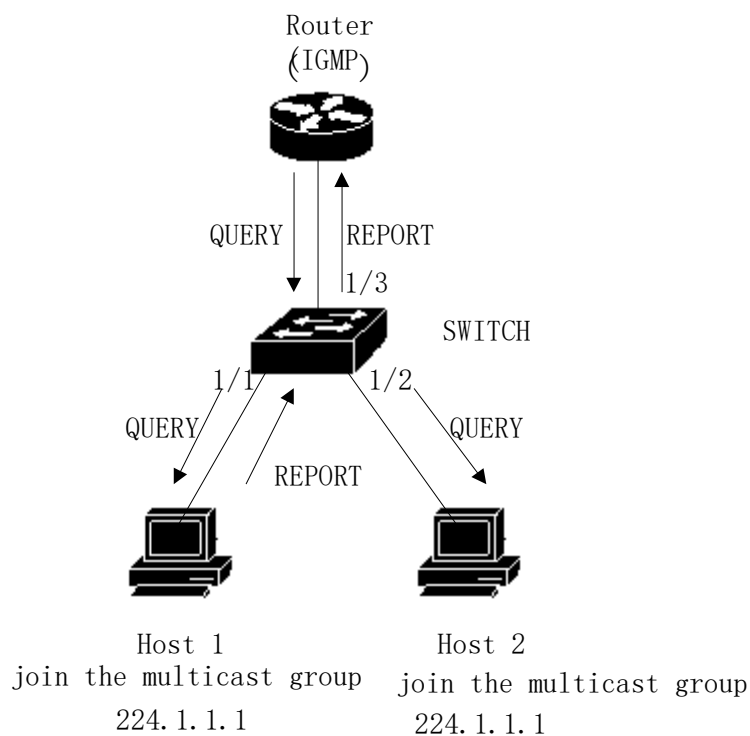 Router
(IGMP)
QUERY
REPORT
1/3
SWITCH
1/1
1/2
QUERY
QUERY
REPORT
Host 1
join the multicast group
224.1.1.1
Host 2
join the multicast group
224.1.1.1